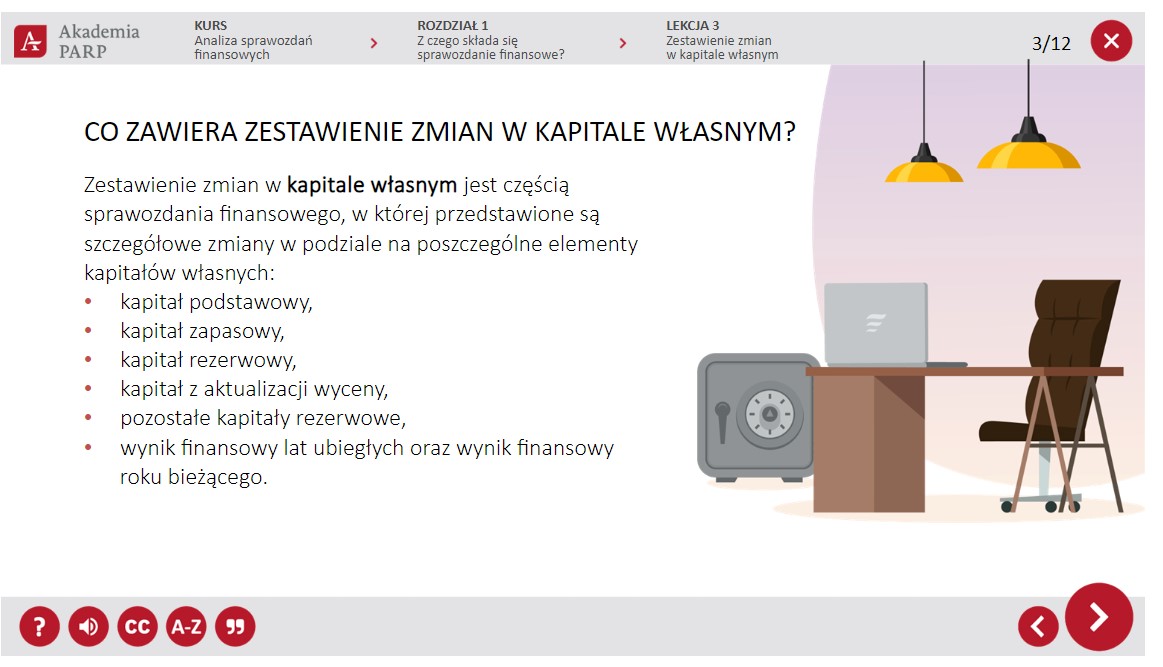 Akademia
PARP
KURS
Analiza sprawozdań
finansowych
ROZDZIAŁ 1
Z czego składa się
sprawozdanie finansowe?
LEKCJA 3
Zestawienie zmian
w kapitale własnym
3/12
CO ZAWIERA ZESTAWIENIE ZMIAN W KAPITALE WŁASNYM?
Zestawienie zmian w kapitale własnym jest częścią
sprawozdania finansowego, w której przedstawione są
szczegółowe zmiany w podziale na poszczególne elementy
kapitałów własnych:
• kapitał podstawowy,
• kapitał zapasowy,
• kapitał rezerwowy,
• kapitał z aktualizacji wyceny,
• pozostałe kapitały rezerwowe,
• wynik finansowy lat ubiegłych oraz wynik finansowy
roku bieżącego.
?
CC
A-Z